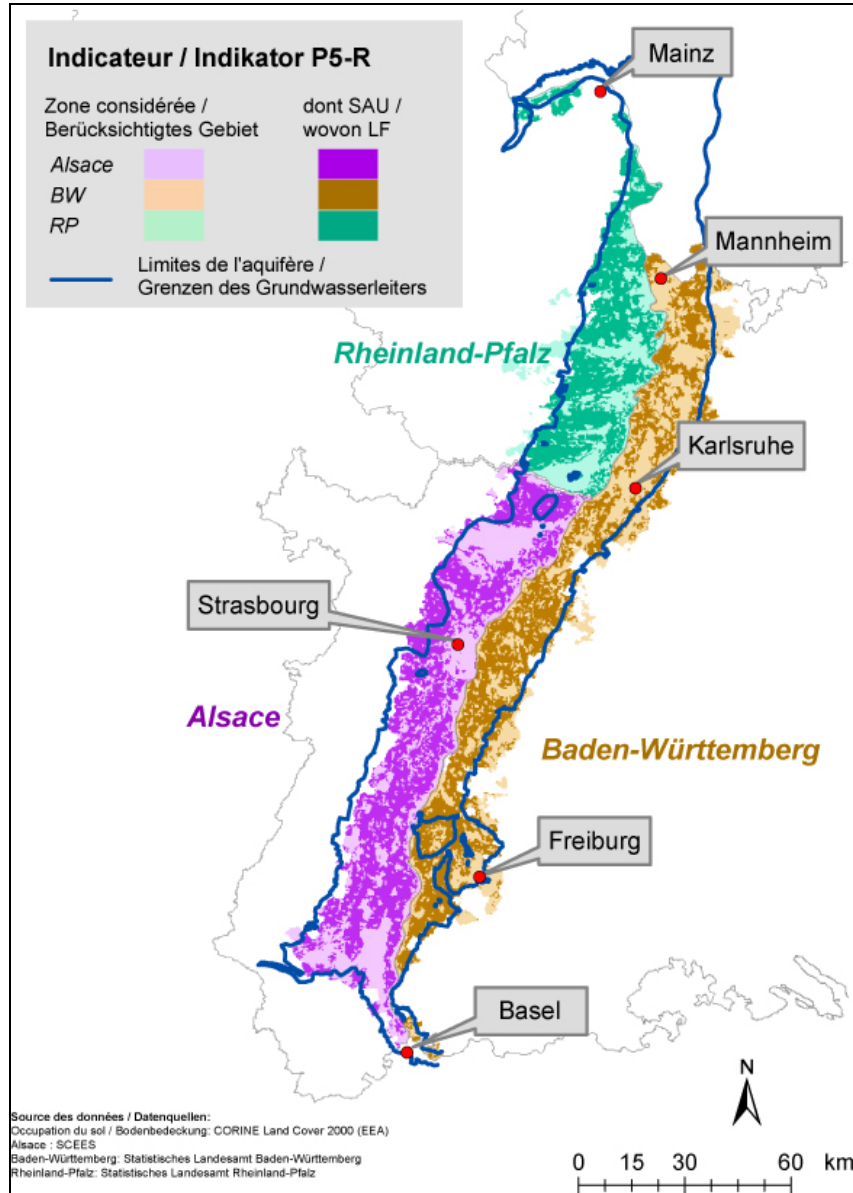 Indicateur / Indikator P5-R
Zone considérée /
Berücksichtigtes Gebiet
dont SAU /
wovon LF
Alsace
BW
RP
Limites de l'aquifère /
Grenzen des Grundwasserleiters
Mainz
Mannheim
Rheinland-Pfalz
Karlsruhe
Strasbourg
Alsace
Baden-Württemberg
Freiburg
Basel
N
Source des données / Datenquellen:
Occupation du sol / Bodenbedeckung: CORINE Land Cover 2000 (EEA)
Alsace : SCEES
Baden-Württemberg: Statistisches Landesamt Baden-Württemberg
Rheinland-Pfalz: Statistisches Landesamt Rheinland-Pfalz
0 15 30 60 km